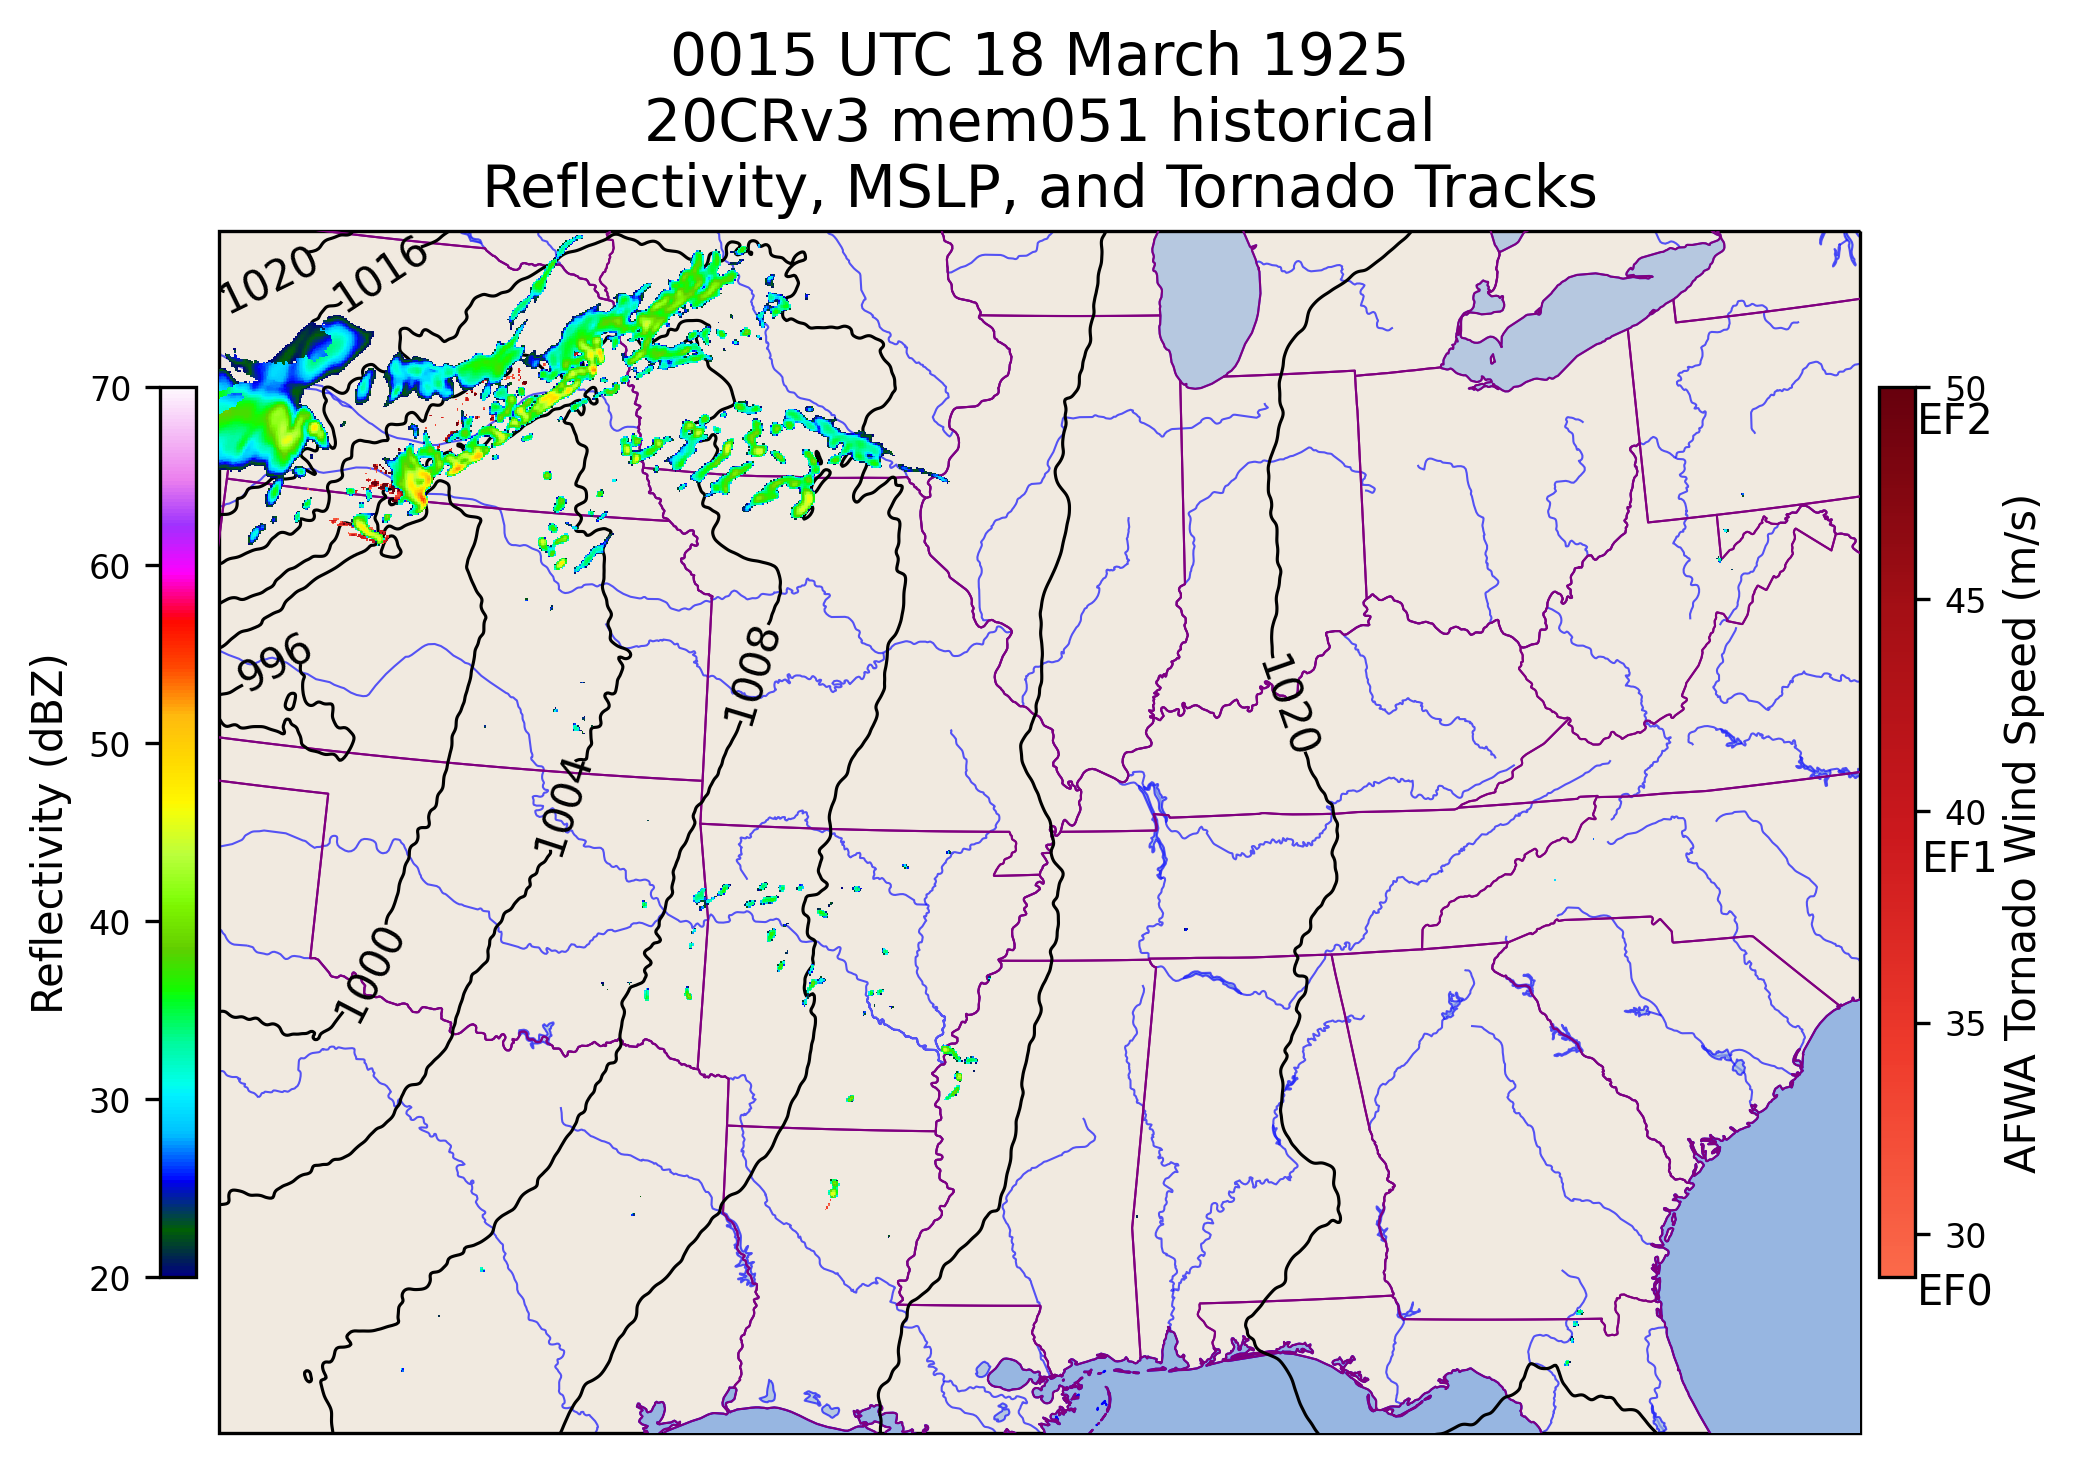 0015 UTC 18 March 1925
20CRv3 mem051 historical
Reflectivity, MSLP, and Tornado Tracks
1020
1016
996
1008
1020
1004
1000
70
60
50
40
30
20
Reflectivity (dBZ)
50
EF2
45
40
EF1
35
30
EF0
AFWA Tornado Wind Speed (m/s)